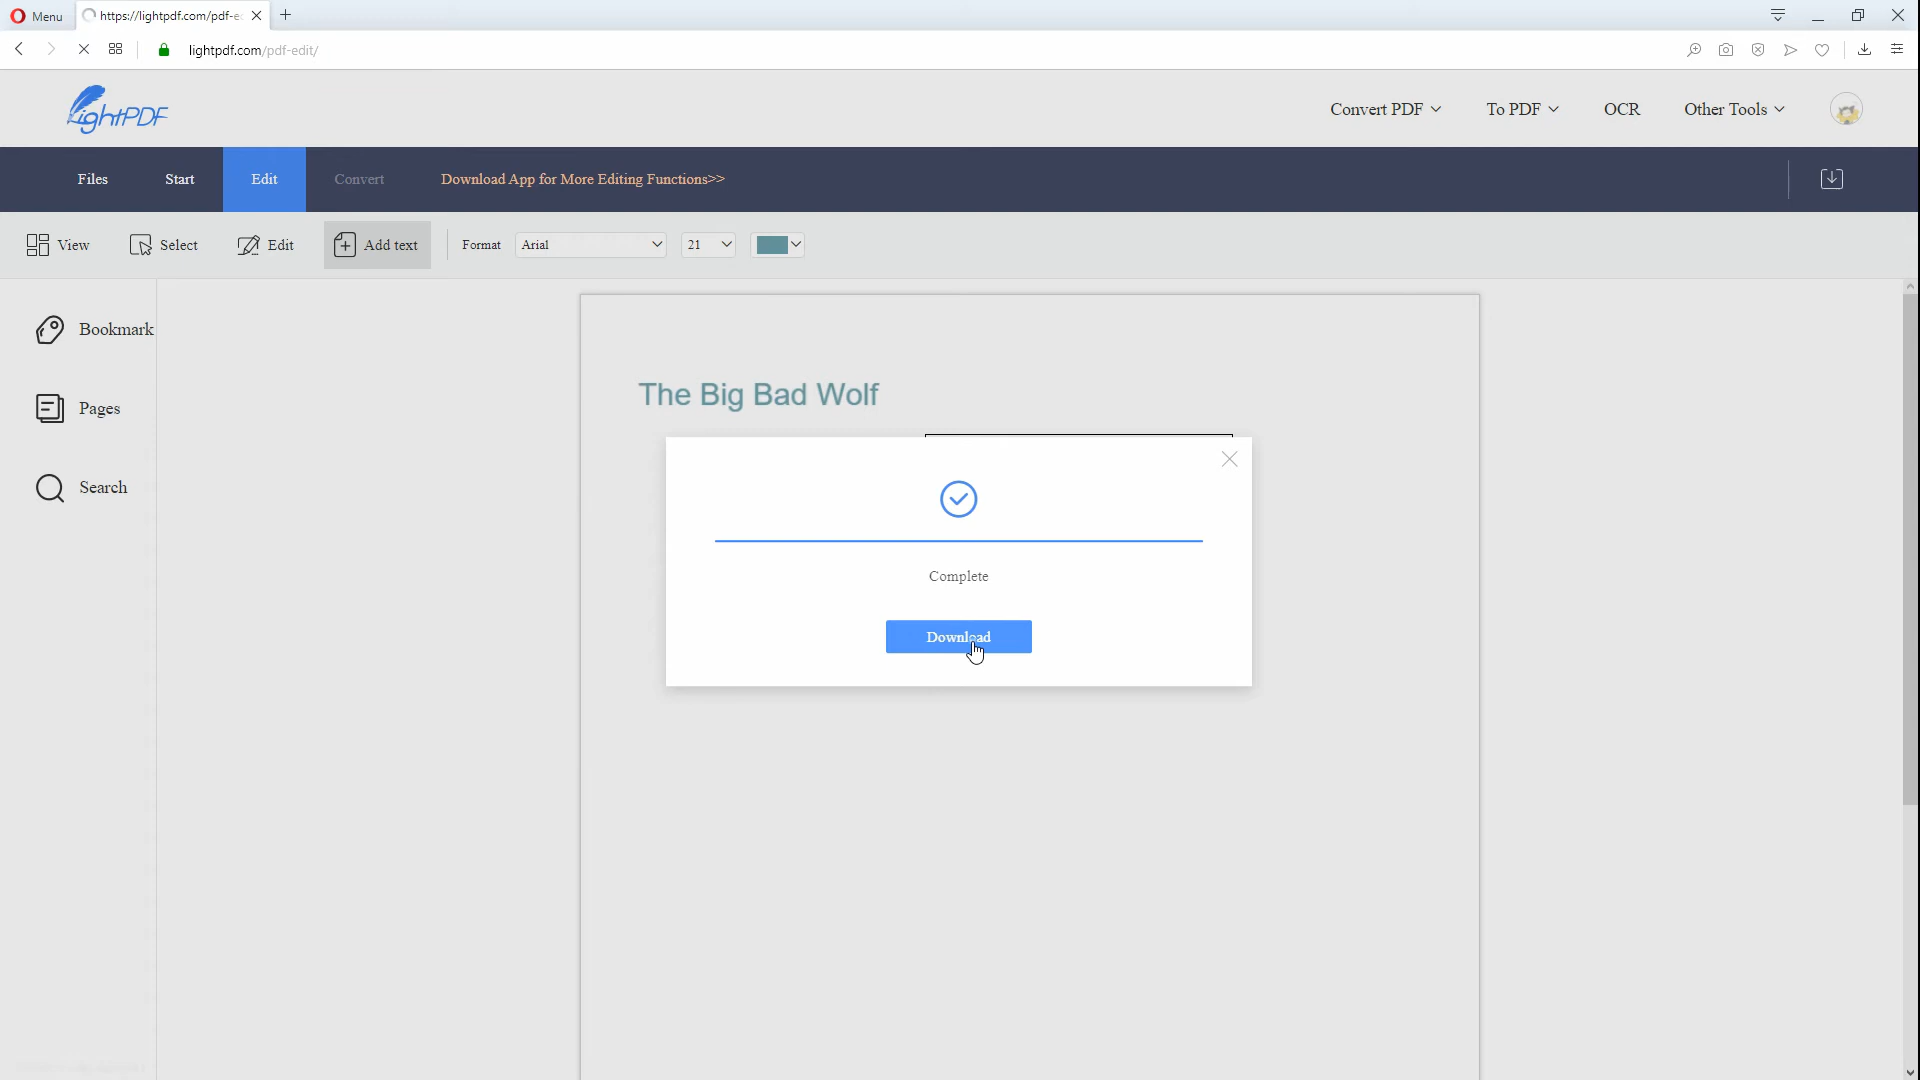 Menu https://lightpdf.com/pdf-e
lightpdf.com/pdf-edit/
LightPDF Convert PDF To PDF OCR Other Tools
Files Start Edit Convert Download App for More Editing Functions>>
View Select Edit Add text Format Arial 21
Bookmark
Pages
Search
The Big Bad Wolf
Complete
Download